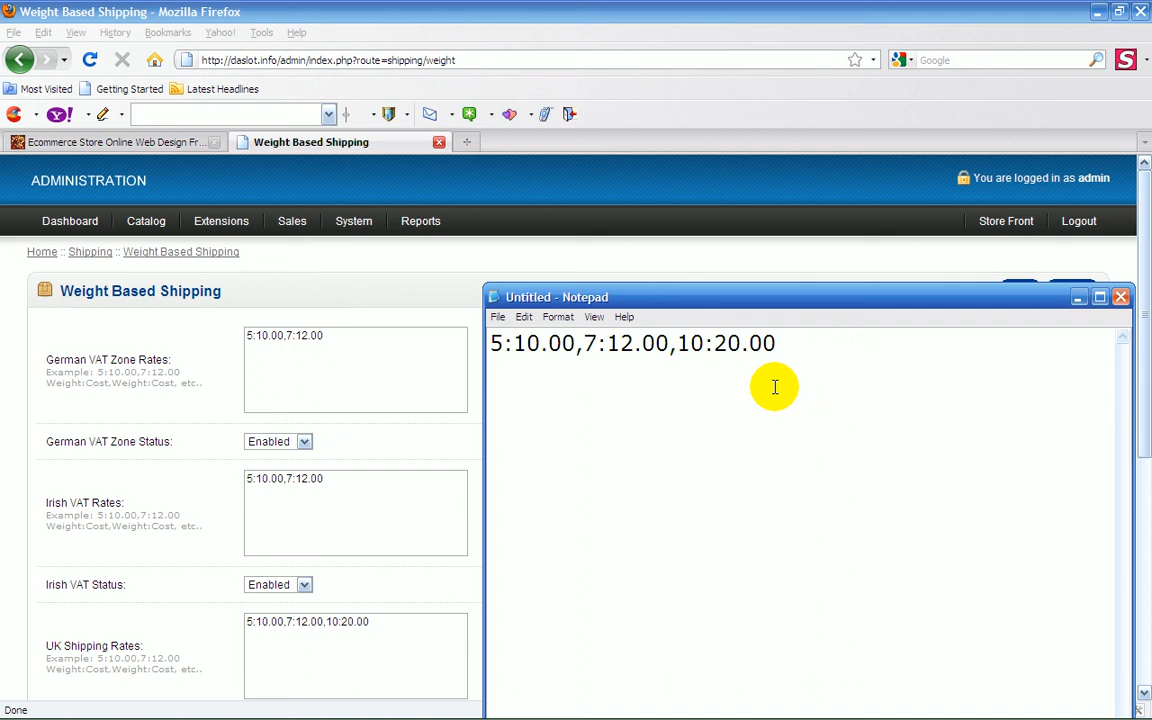 Weight Based Shipping - Mozilla Firefox
File Edit View History Bookmarks Yahoo! Tools Help
http://daslot.info/admin/index.php?route=shipping/weight
Google
S
Most Visited Getting Started Latest Headlines
Y!
Ecommerce Store Online Web Design Fr...
Weight Based Shipping
ADMINISTRATION
You are logged in as admin
Dashboard Catalog Extensions Sales System Reports Store Front Logout
Home :: Shipping :: Weight Based Shipping
Weight Based Shipping
German VAT Zone Rates:
Example: 5:10.00,7:12.00
Weight:Cost,Weight:Cost, etc..
5:10.00,7:12.00
German VAT Zone Status:
Enabled
Irish VAT Rates:
Example: 5:10.00,7:12.00
Weight:Cost,Weight:Cost, etc..
5:10.00,7:12.00
Irish VAT Status:
Enabled
UK Shipping Rates:
Example: 5:10.00,7:12.00
Weight:Cost,Weight:Cost, etc..
5:10.00,7:12.00,10:20.00
Untitled - Notepad
File Edit Format View Help
5:10.00,7:12.00,10:20.00
Done